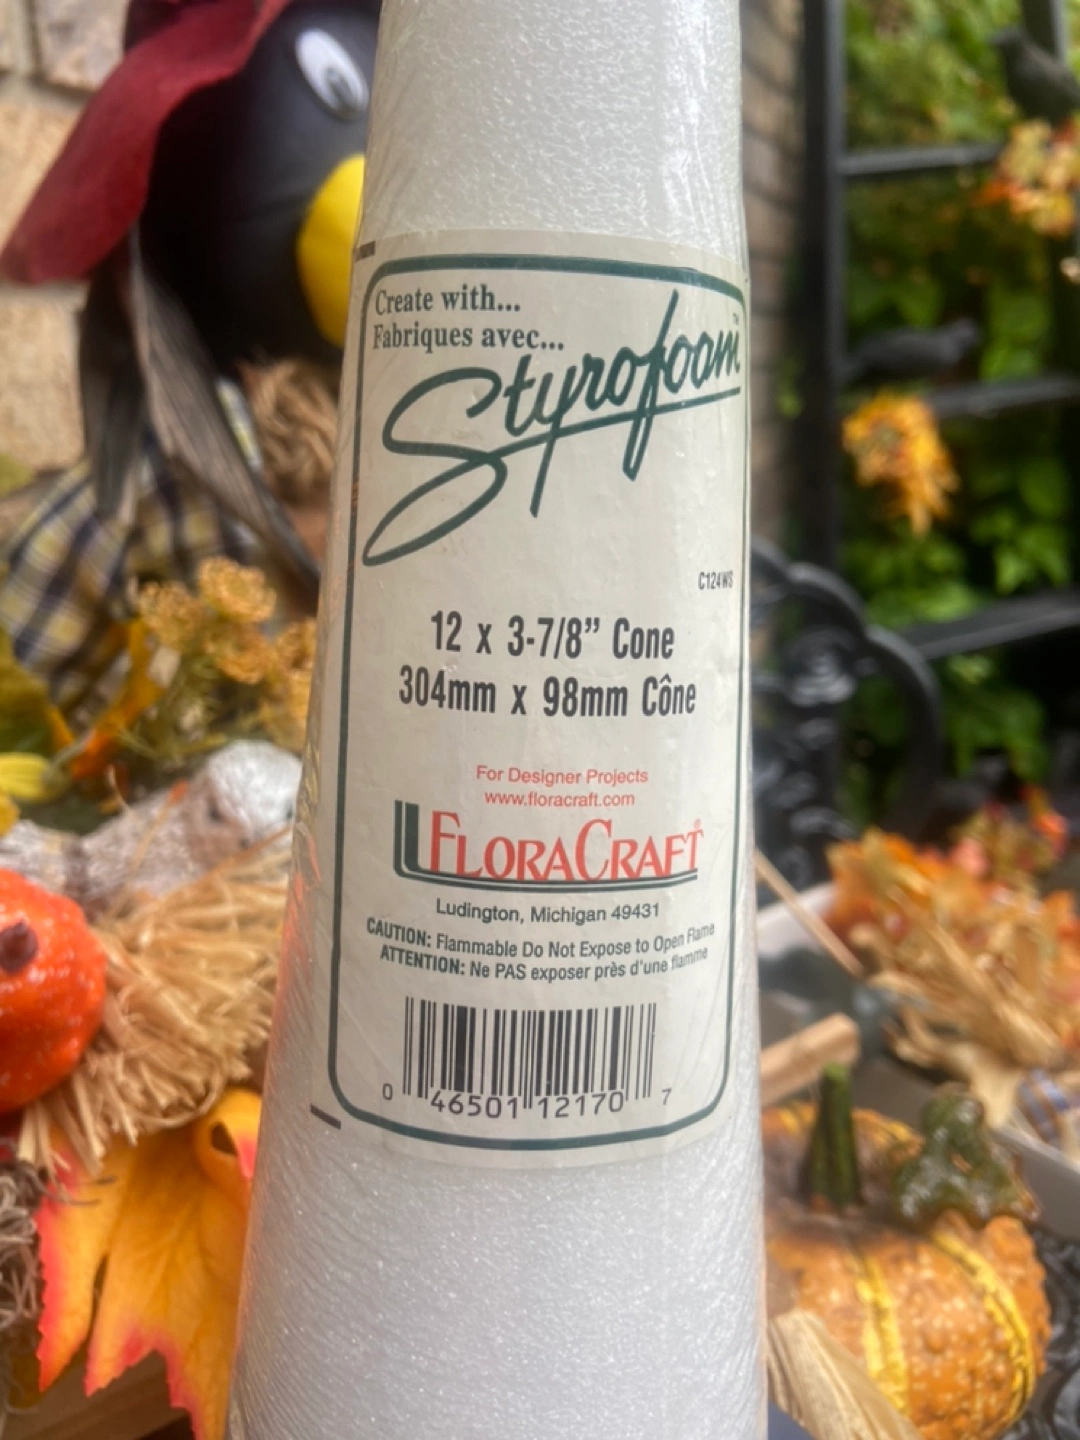 Create with...
Fabriques avec...
Styrofoam™
C124WS
12 x 3-7/8” Cone
304mm x 98mm Cône
For Designer Projects
www.floracraft.com
FLORACRAFT®
Ludington, Michigan 49431
CAUTION: Flammable Do Not Expose to Open Flame
ATTENTION: Ne PAS exposer près d'une flamme
0 46501 12170 7